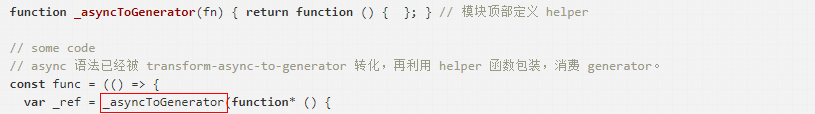 function _asyncToGenerator(fn) { return function () {  }; } // 模块顶部定义 helper
// some code
// async 语法已经被 transform-async-to-generator 转化，再利用 helper 函数包装，消费 generator。
const func = (() => {
  var _ref = _asyncToGenerator(function* () {